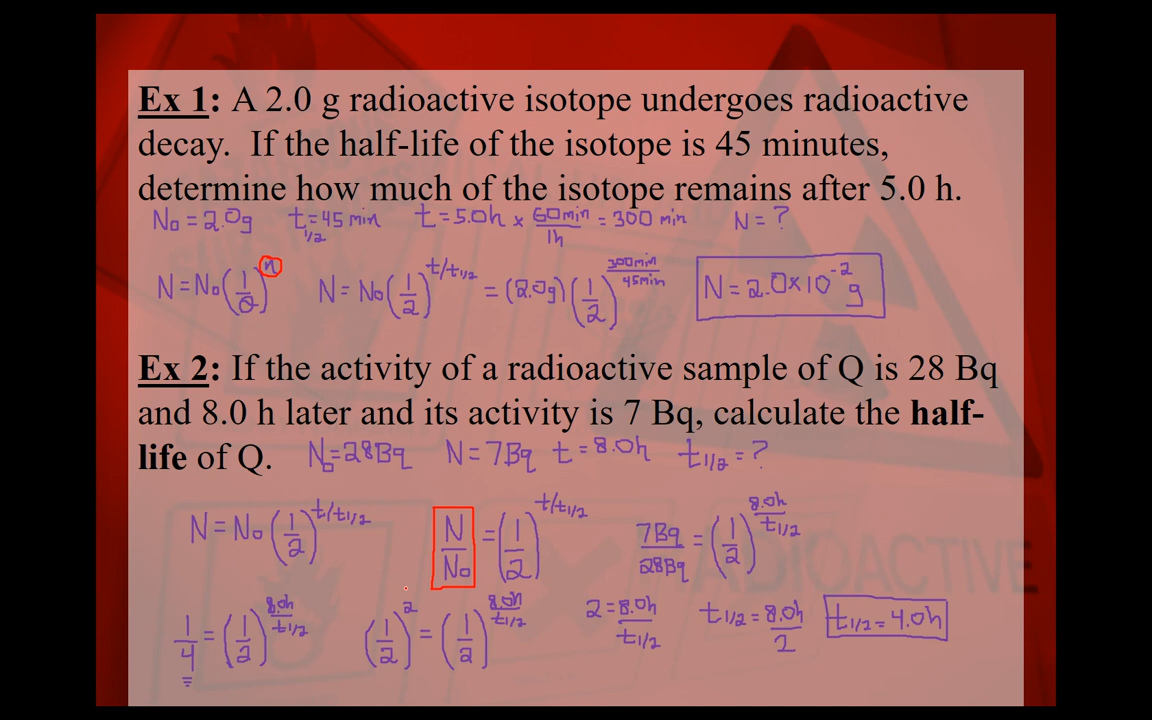 Ex 1: A 2.0 g radioactive isotope undergoes radioactive
decay. If the half-life of the isotope is 45 minutes,
determine how much of the isotope remains after 5.0 h.
N₀ = 2.0g t₁/₂ = 45 min t = 5.0h × 60min/1h = 300 min N = ?
N = N₀(1/2)ⁿ N = N₀(1/2)^(t/t₁/₂) = (2.0g)(1/2)^(300min/45min) N = 2.0×10⁻² g
Ex 2: If the activity of a radioactive sample of Q is 28 Bq
and 8.0 h later and its activity is 7 Bq, calculate the half-
life of Q. N₀ = 28Bq N = 7Bq t = 8.0h t₁/₂ = ?
N = N₀(1/2)^(t/t₁/₂) N/N₀ = (1/2)^(t/t₁/₂) 7Bq/28Bq = (1/2)^(8.0h/t₁/₂)
RADIOACTIVE
1/4 = (1/2)^(8.0h/t₁/₂) (1/2)² = (1/2)^(8.0h/t₁/₂) 2 = 8.0h/t₁/₂ t₁/₂ = 8.0h/2 t₁/₂ = 4.0h